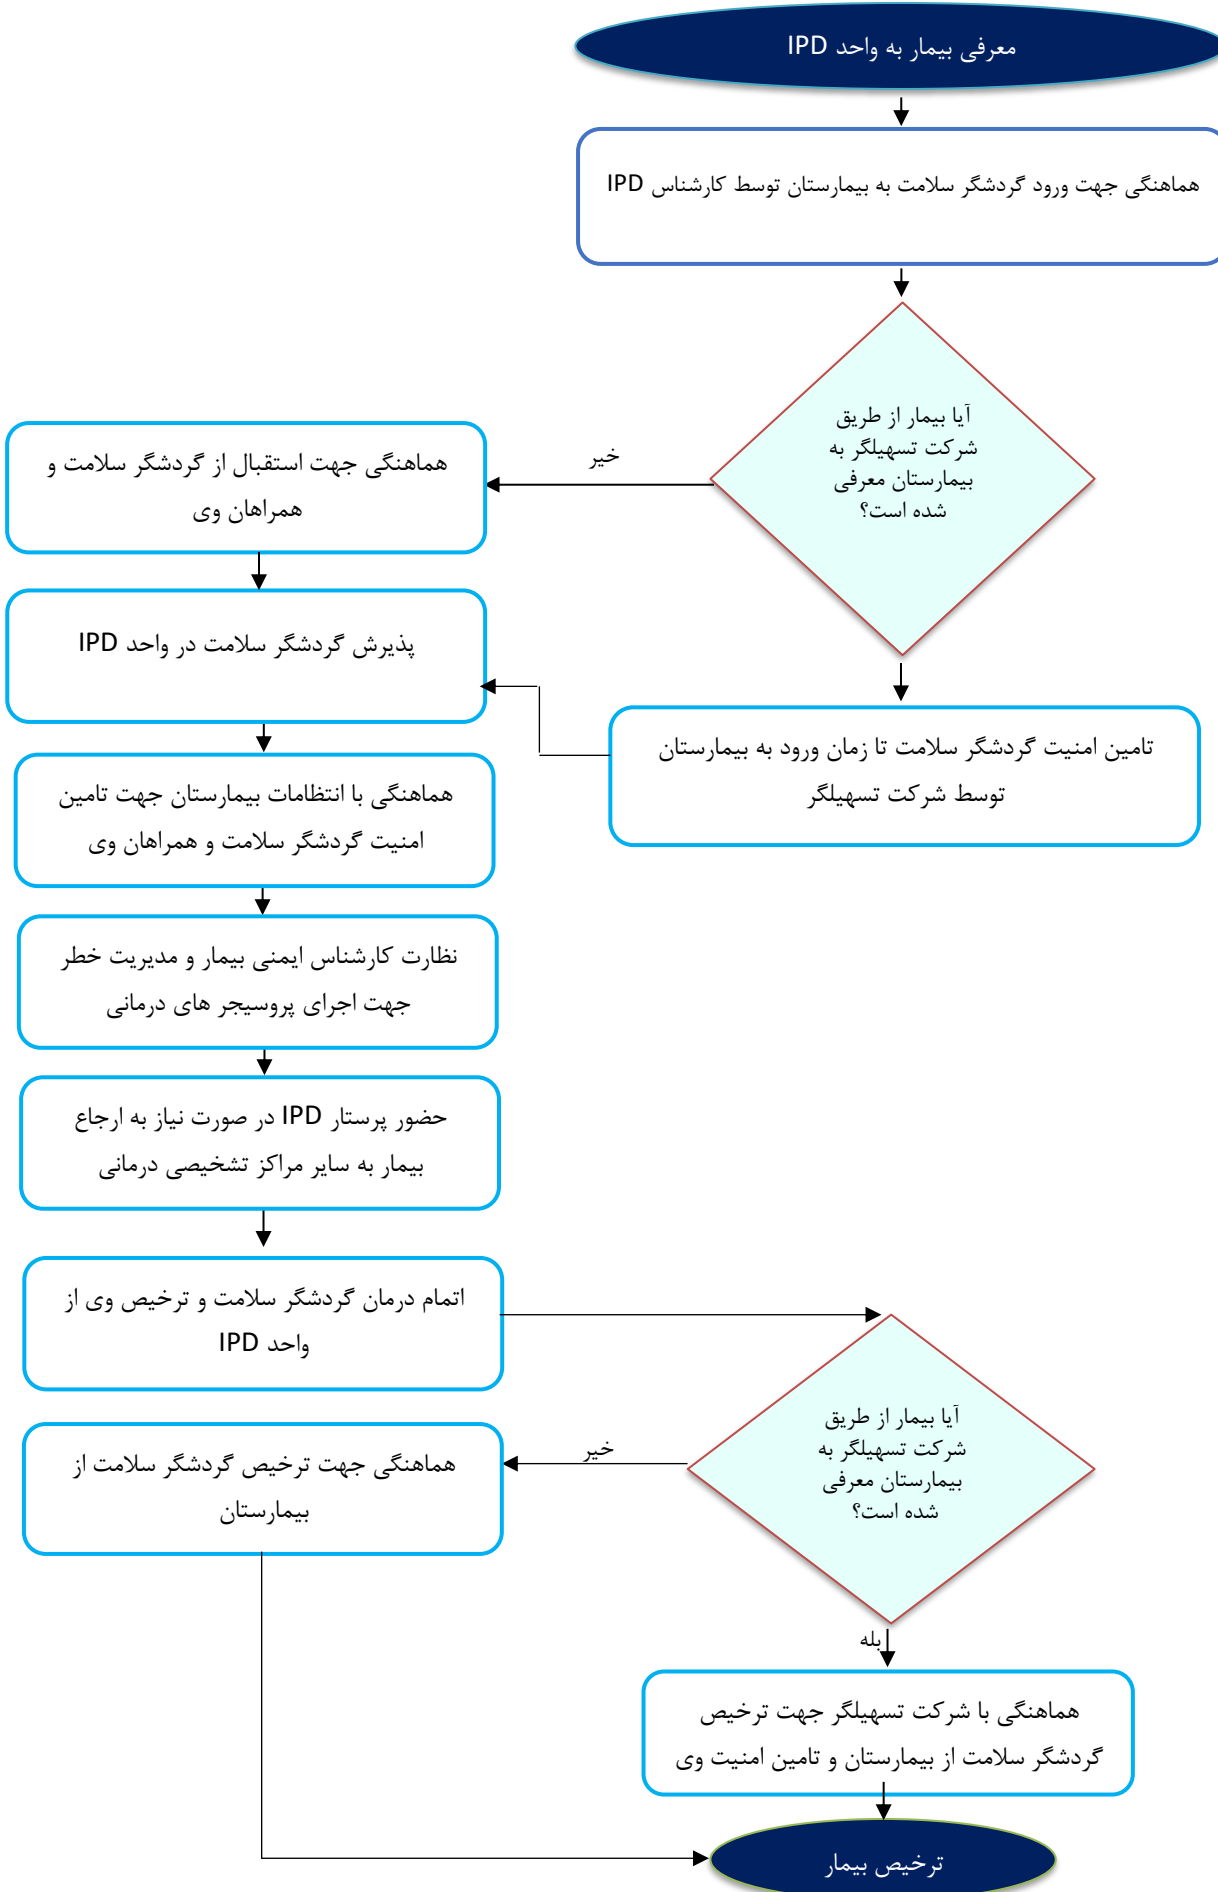 معرفی بیمار به واحد IPD
هماهنگی جهت ورود گردشگر سلامت به بیمارستان توسط کارشناس IPD
آیا بیمار از طریق
شرکت تسهیلگر به
بیمارستان معرفی
شده است؟
خیر
هماهنگی جهت استقبال از گردشگر سلامت و
همراهان وی
پذیرش گردشگر سلامت در واحد IPD
تامین امنیت گردشگر سلامت تا زمان ورود به بیمارستان
توسط شرکت تسهیلگر
هماهنگی با انتظامات بیمارستان جهت تامین
امنیت گردشگر سلامت و همراهان وی
نظارت کارشناس ایمنی بیمار و مدیریت خطر
جهت اجرای پروسیجر های درمانی
حضور پرستار IPD در صورت نیاز به ارجاع
بیمار به سایر مراکز تشخیصی درمانی
اتمام درمان گردشگر سلامت و ترخیص وی از
واحد IPD
آیا بیمار از طریق
شرکت تسهیلگر به
بیمارستان معرفی
شده است؟
خیر
هماهنگی جهت ترخیص گردشگر سلامت از
بیمارستان
بله
هماهنگی با شرکت تسهیلگر جهت ترخیص
گردشگر سلامت از بیمارستان و تامین امنیت وی
ترخیص بیمار